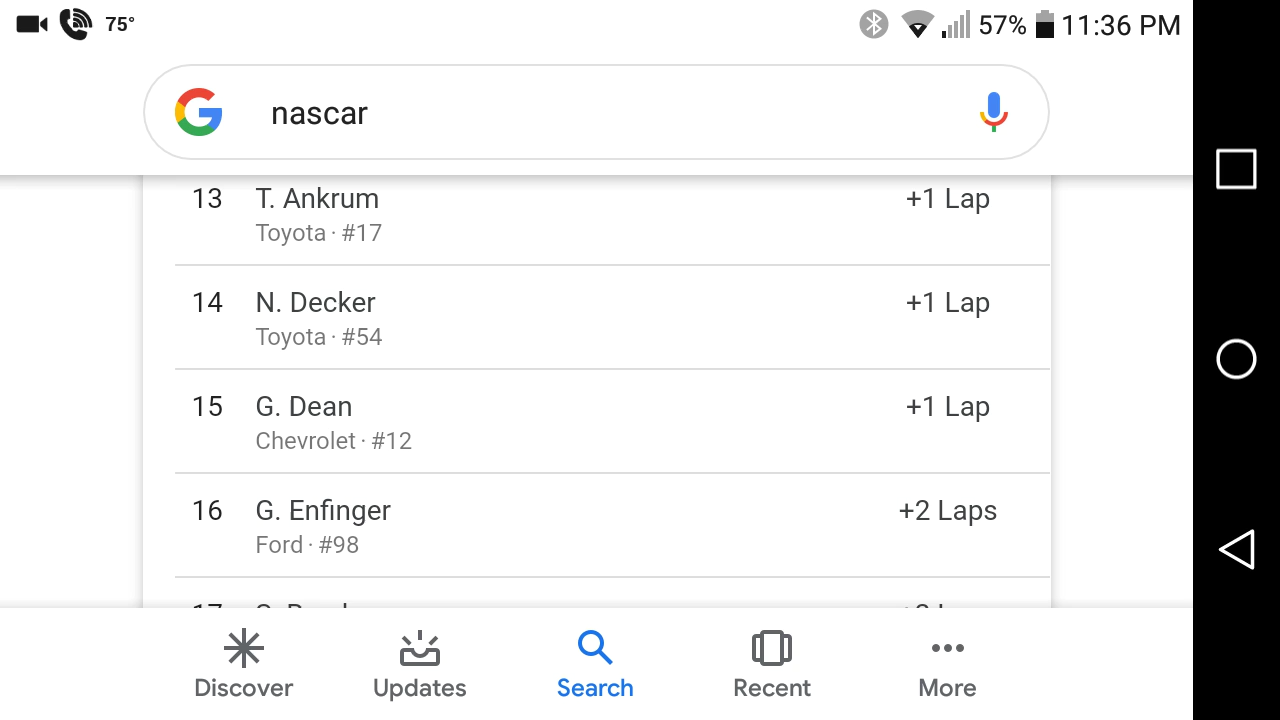 75° 57% 11:36 PM
nascar
13 T. Ankrum +1 Lap
Toyota · #17
14 N. Decker +1 Lap
Toyota · #54
15 G. Dean +1 Lap
Chevrolet · #12
16 G. Enfinger +2 Laps
Ford · #98
17
Discover Updates Search Recent More